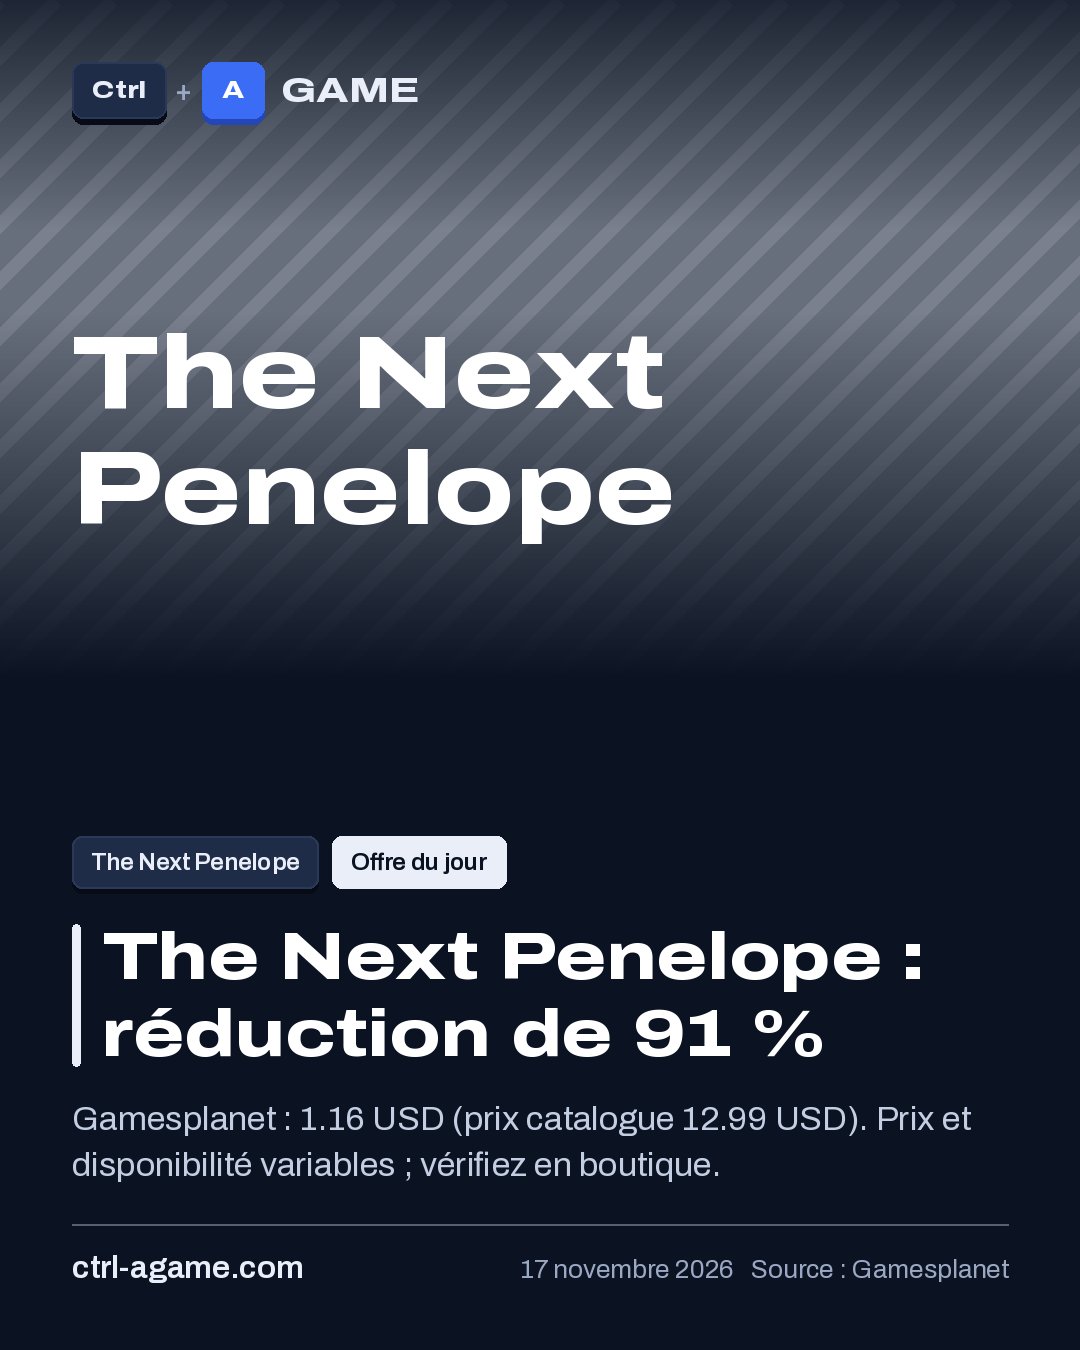 Ctrl + A GAME
The Next
Penelope
The Next Penelope Offre du jour
The Next Penelope :
réduction de 91 %
Gamesplanet : 1.16 USD (prix catalogue 12.99 USD). Prix et
disponibilité variables ; vérifiez en boutique.
ctrl-agame.com 17 novembre 2026 Source : Gamesplanet